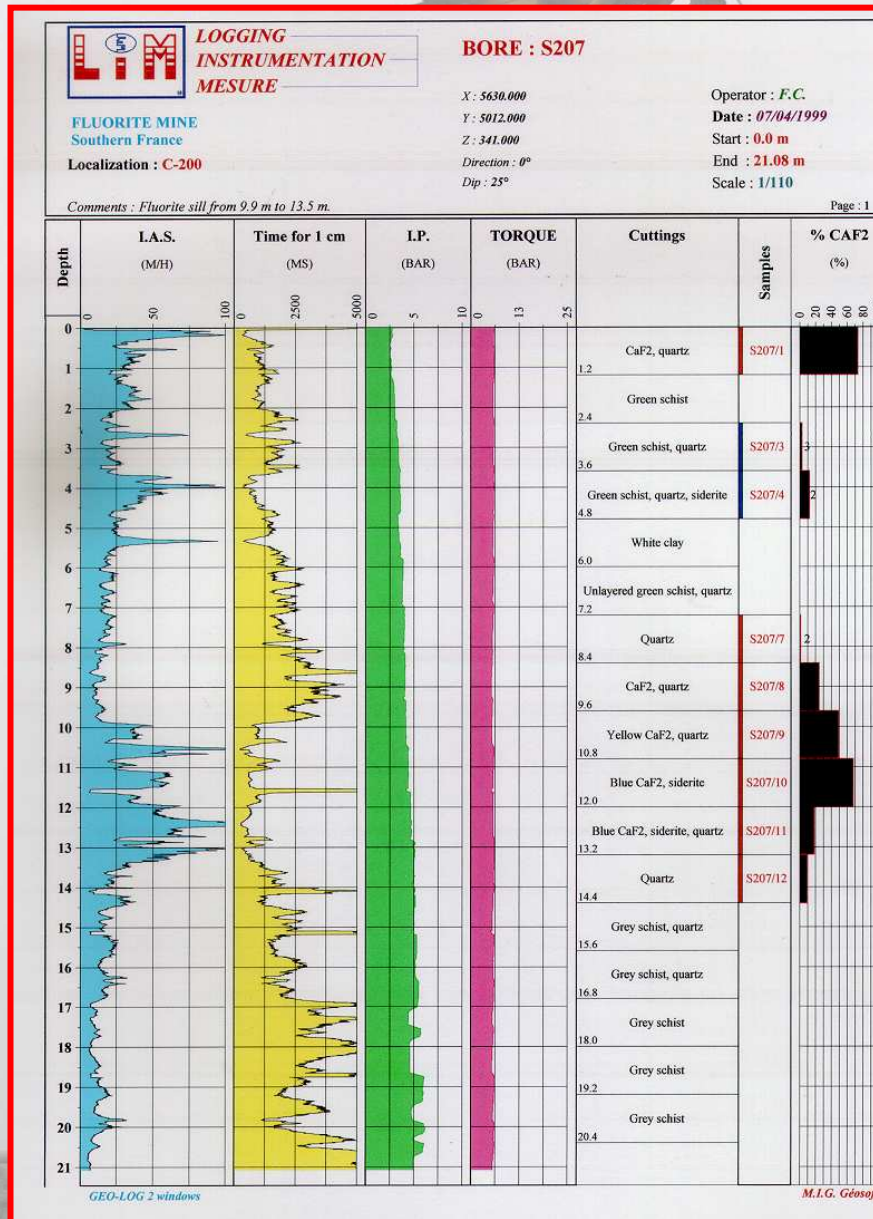 LIM
LOGGING
INSTRUMENTATION
MESURE
FLUORITE MINE
Southern France
Localization : C-200
BORE : S207
X : 5630.000
Y : 5012.000
Z : 341.000
Direction : 0°
Dip : 25°
Operator : F.C.
Date : 07/04/1999
Start : 0.0 m
End : 21.08 m
Scale : 1/110
Comments : Fluorite sill from 9.9 m to 13.5 m.
Page : 1
Depth
I.A.S.
(M/H)
0 50 100
Time for 1 cm
(MS)
0 2500 5000
I.P.
(BAR)
0 5 10
TORQUE
(BAR)
0 13 25
Cuttings
Samples
% CAF2
(%)
0 20 40 60 80
0
1
2
3
4
5
6
7
8
9
10
11
12
13
14
15
16
17
18
19
20
21
CaF2, quartz
1.2
Green schist
2.4
Green schist, quartz
3.6
Green schist, quartz, siderite
4.8
White clay
6.0
Unlayered green schist, quartz
7.2
Quartz
8.4
CaF2, quartz
9.6
Yellow CaF2, quartz
10.8
Blue CaF2, siderite
12.0
Blue CaF2, siderite, quartz
13.2
Quartz
14.4
Grey schist, quartz
15.6
Grey schist, quartz
16.8
Grey schist
18.0
Grey schist
19.2
Grey schist
20.4
S207/1
S207/3
S207/4
S207/7
S207/8
S207/9
S207/10
S207/11
S207/12
3
2
2
GEO-LOG 2 windows
M.I.G. Géosof